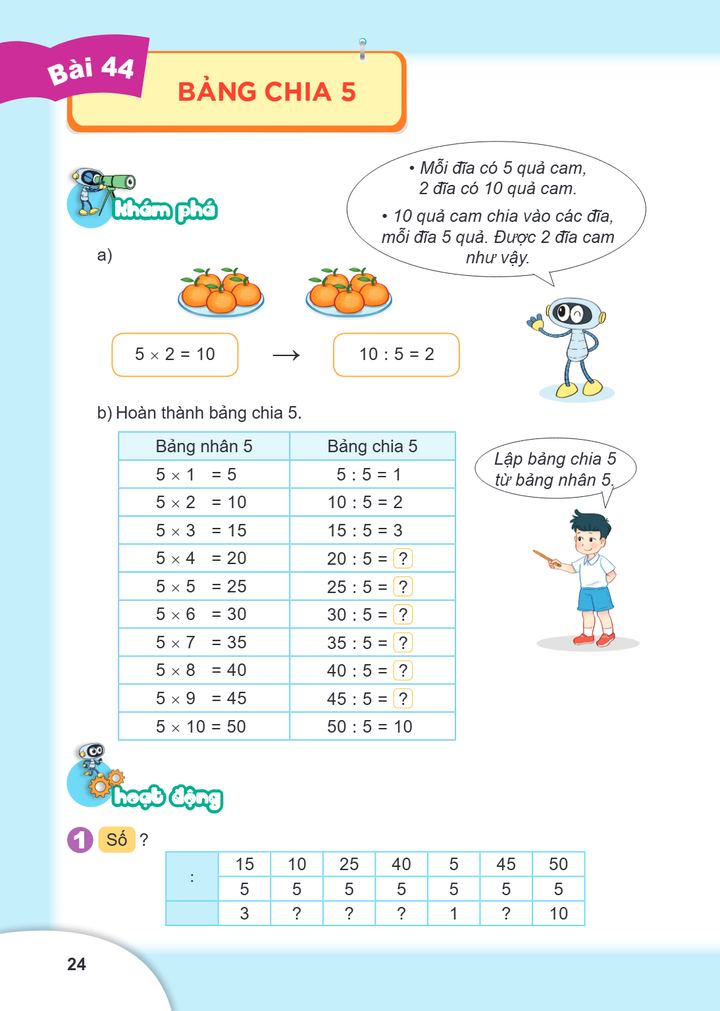 Bài 44
BẢNG CHIA 5
• Mỗi đĩa có 5 quả cam,
2 đĩa có 10 quả cam.
• 10 quả cam chia vào các đĩa,
mỗi đĩa 5 quả. Được 2 đĩa cam
như vậy.
khám phá
a)
5 × 2 = 10 → 10 : 5 = 2
b) Hoàn thành bảng chia 5.
Bảng nhân 5 Bảng chia 5
5 × 1 = 5 5 : 5 = 1
5 × 2 = 10 10 : 5 = 2
5 × 3 = 15 15 : 5 = 3
5 × 4 = 20 20 : 5 = ?
5 × 5 = 25 25 : 5 = ?
5 × 6 = 30 30 : 5 = ?
5 × 7 = 35 35 : 5 = ?
5 × 8 = 40 40 : 5 = ?
5 × 9 = 45 45 : 5 = ?
5 × 10 = 50 50 : 5 = 10
Lập bảng chia 5
từ bảng nhân 5.
hoạt động
1 Số ?
: 15 10 25 40 5 45 50
5 5 5 5 5 5 5
3 ? ? ? 1 ? 10
24